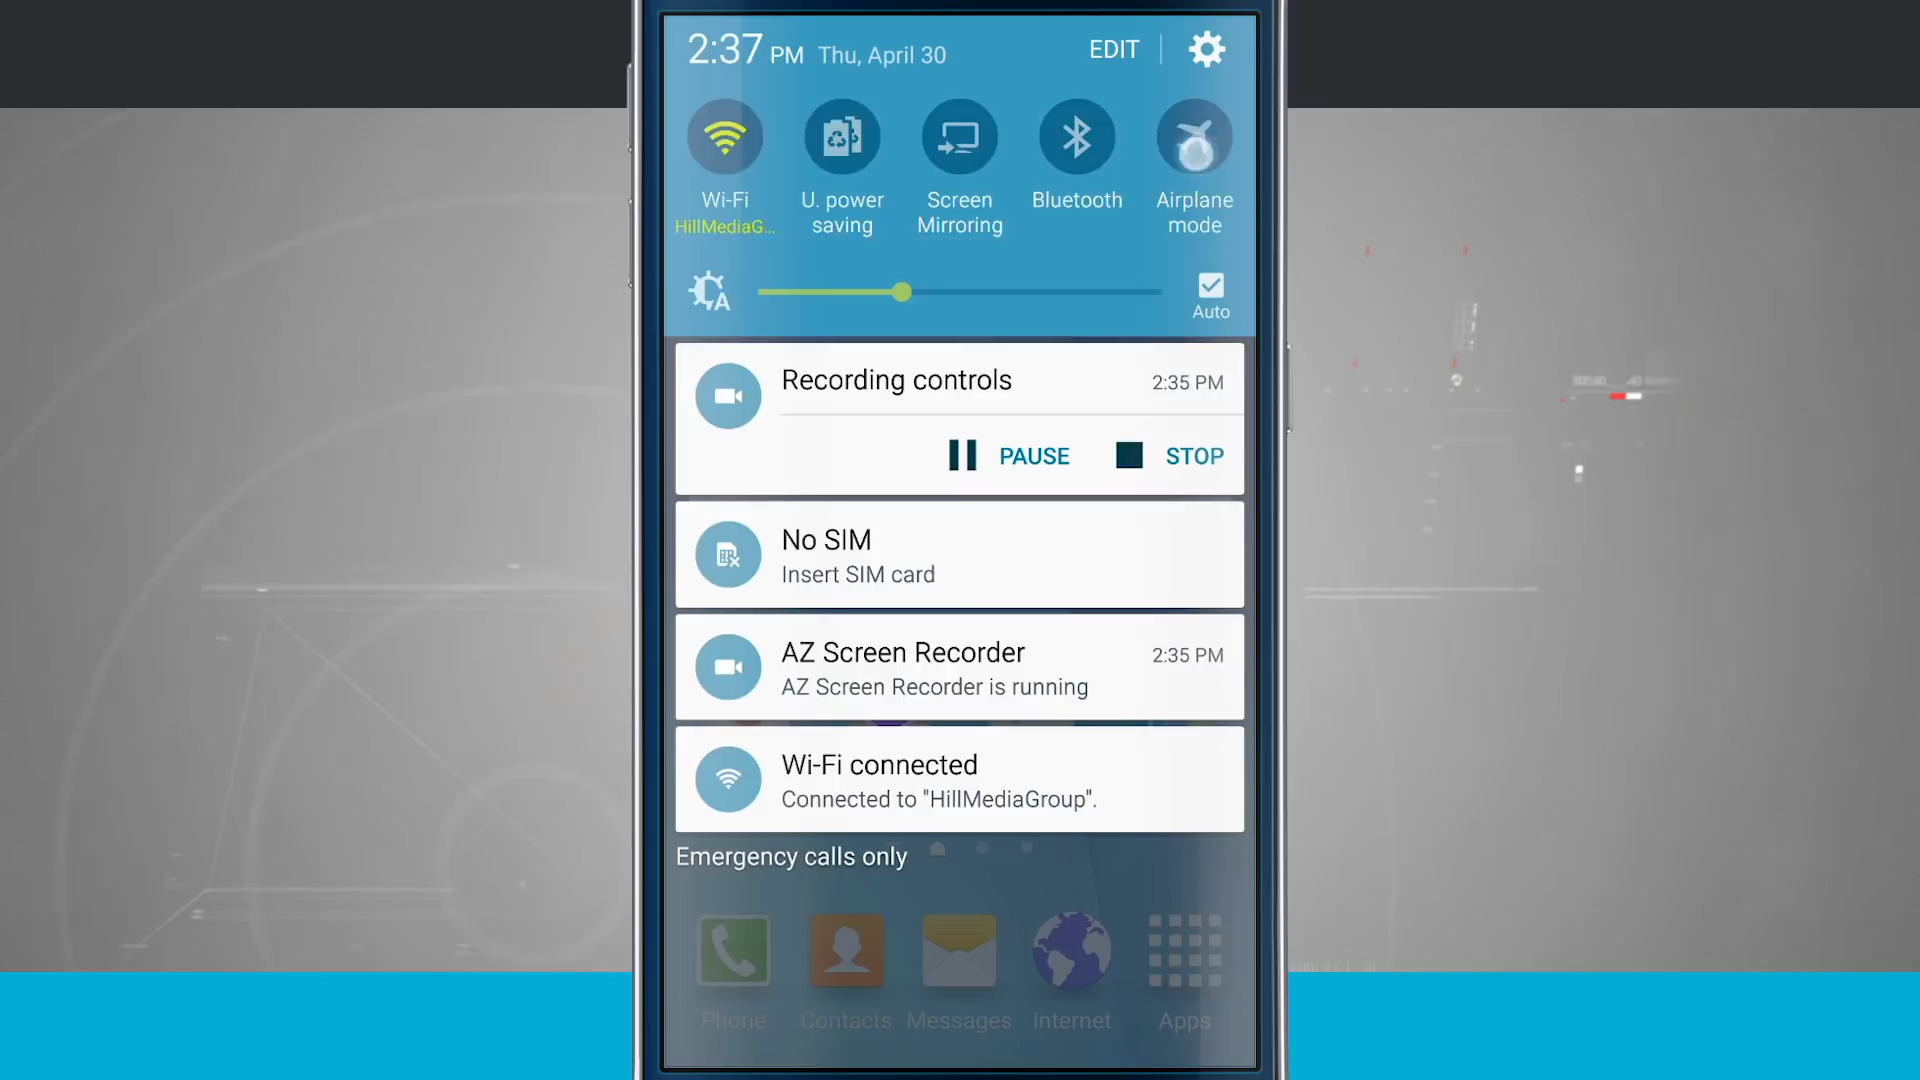 2:37 PM Thu, April 30 EDIT
Wi-Fi
HillMediaG...
U. power
saving
Screen
Mirroring
Bluetooth
Airplane
mode
A
Auto
Recording controls 2:35 PM
PAUSE STOP
No SIM
Insert SIM card
AZ Screen Recorder 2:35 PM
AZ Screen Recorder is running
Wi-Fi connected
Connected to "HillMediaGroup".
Emergency calls only
Phone Contacts Messages Internet Apps